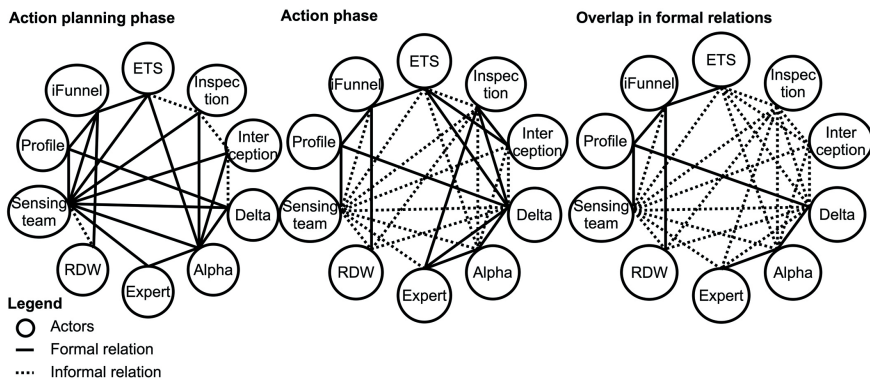 Action planning phase
ETS
iFunnel
Inspec
tion
Profile
Inter
ception
Sensing
team
Delta
RDW
Alpha
Expert
Action phase
ETS
iFunnel
Inspec
tion
Profile
Inter
ception
Sensing
team
Delta
RDW
Alpha
Expert
Overlap in formal relations
ETS
iFunnel
Inspec
tion
Profile
Inter
ception
Sensing
team
Delta
RDW
Alpha
Expert
Legend
Actors
Formal relation
Informal relation